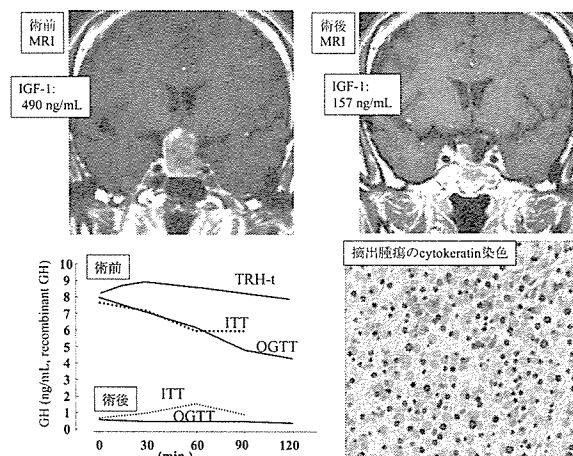 術前
MRI
IGF-1:
490 ng/mL
術後
MRI
IGF-1:
157 ng/mL
GH (ng/mL, recombinant GH)
10
9
8
7
6
5
4
3
2
1
0
術前
TRH-t
ITT
OGTT
術後
ITT
OGTT
0 30 60 90 120
(min.)
摘出腫瘍のcytokeratin染色